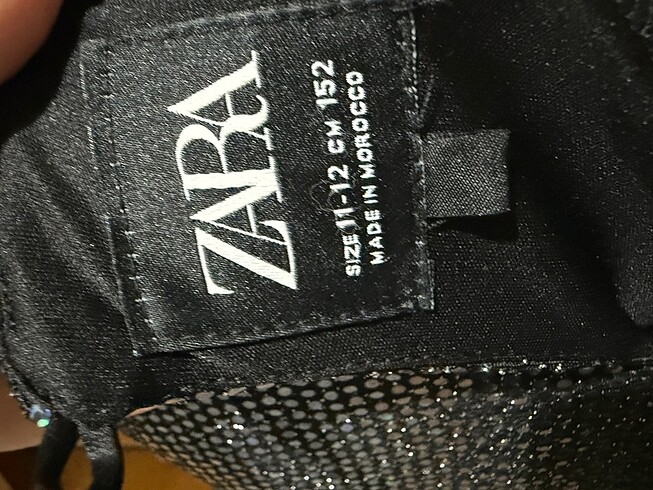 ZARA
SIZE 11-12 CM 152
MADE IN MOROCCO